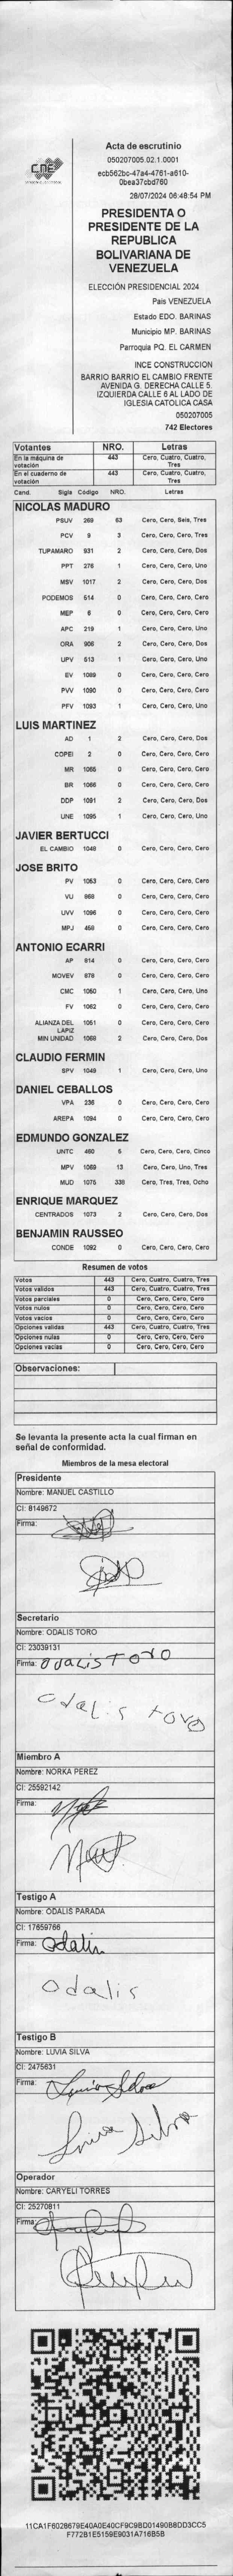 CNE
Acta de escrutinio
050207005.02.1.0001
ecb562bc-47a4-4761-a610-
0bea37cbd760
28/07/2024 06:48:54 PM
PRESIDENTA O
PRESIDENTE DE LA
REPUBLICA
BOLIVARIANA DE
VENEZUELA
ELECCIÓN PRESIDENCIAL 2024
Pais VENEZUELA
Estado EDO. BARINAS
Municipio MP. BARINAS
Parroquia PQ. EL CARMEN
INCE CONSTRUCCION
BARRIO BARRIO EL CAMBIO FRENTE
AVENIDA G. DERECHA CALLE 5.
IZQUIERDA CALLE 6 AL LADO DE
IGLESIA CATOLICA CASA
050207005
742 Electores
Votantes NRO. Letras
En la máquina de votación 443 Cero, Cuatro, Cuatro, Tres
En el cuaderno de votación 443 Cero, Cuatro, Cuatro, Tres
Cand. Sigla Código NRO. Letras
NICOLAS MADURO
PSUV 269 63 Cero, Cero, Seis, Tres
PCV 9 3 Cero, Cero, Cero, Tres
TUPAMARO 931 2 Cero, Cero, Cero, Dos
PPT 276 1 Cero, Cero, Cero, Uno
MSV 1017 2 Cero, Cero, Cero, Dos
PODEMOS 514 0 Cero, Cero, Cero, Cero
MEP 6 0 Cero, Cero, Cero, Cero
APC 219 1 Cero, Cero, Cero, Uno
ORA 906 2 Cero, Cero, Cero, Dos
UPV 513 1 Cero, Cero, Cero, Uno
EV 1089 0 Cero, Cero, Cero, Cero
PVV 1090 0 Cero, Cero, Cero, Cero
PFV 1093 1 Cero, Cero, Cero, Uno
LUIS MARTINEZ
AD 1 2 Cero, Cero, Cero, Dos
COPEI 2 0 Cero, Cero, Cero, Cero
MR 1065 0 Cero, Cero, Cero, Cero
BR 1066 0 Cero, Cero, Cero, Cero
DDP 1091 2 Cero, Cero, Cero, Dos
UNE 1095 1 Cero, Cero, Cero, Uno
JAVIER BERTUCCI
EL CAMBIO 1048 0 Cero, Cero, Cero, Cero
JOSE BRITO
PV 1053 0 Cero, Cero, Cero, Cero
VU 868 0 Cero, Cero, Cero, Cero
UVV 1096 0 Cero, Cero, Cero, Cero
MPJ 459 0 Cero, Cero, Cero, Cero
ANTONIO ECARRI
AP 814 0 Cero, Cero, Cero, Cero
MOVEV 878 0 Cero, Cero, Cero, Cero
CMC 1050 1 Cero, Cero, Cero, Uno
FV 1062 0 Cero, Cero, Cero, Cero
ALIANZA DEL LAPIZ 1051 0 Cero, Cero, Cero, Cero
MIN UNIDAD 1068 2 Cero, Cero, Cero, Dos
CLAUDIO FERMIN
SPV 1049 1 Cero, Cero, Cero, Uno
DANIEL CEBALLOS
VPA 236 0 Cero, Cero, Cero, Cero
AREPA 1094 0 Cero, Cero, Cero, Cero
EDMUNDO GONZALEZ
UNTC 460 5 Cero, Cero, Cero, Cinco
MPV 1069 13 Cero, Cero, Uno, Tres
MUD 1075 338 Cero, Tres, Tres, Ocho
ENRIQUE MARQUEZ
CENTRADOS 1073 2 Cero, Cero, Cero, Dos
BENJAMIN RAUSSEO
CONDE 1092 0 Cero, Cero, Cero, Cero
Resumen de votos
Votos 443 Cero, Cuatro, Cuatro, Tres
Votos validos 443 Cero, Cuatro, Cuatro, Tres
Votos parciales 0 Cero, Cero, Cero, Cero
Votos nulos 0 Cero, Cero, Cero, Cero
Votos vacios 0 Cero, Cero, Cero, Cero
Opciones validas 443 Cero, Cuatro, Cuatro, Tres
Opciones nulas 0 Cero, Cero, Cero, Cero
Opciones vacias 0 Cero, Cero, Cero, Cero
Observaciones:
Se levanta la presente acta la cual firman en
señal de conformidad.
Miembros de la mesa electoral
Presidente
Nombre: MANUEL CASTILLO
CI: 8149672
Firma:
Secretario
Nombre: ODALIS TORO
CI: 23039131
Firma: Odalis Toro
Odalis toro
Miembro A
Nombre: NORKA PEREZ
CI: 25592142
Firma:
Testigo A
Nombre: ODALIS PARADA
CI: 17659766
Firma: Odalis
Odalis
Testigo B
Nombre: LUVIA SILVA
CI: 2475631
Firma:
Silva
Operador
Nombre: CARYELI TORRES
CI: 25270811
Firma:
11CA1F6028679E40A0E40CF9C9BD01490B8DD3CC5
F772B1E5159E9031A716B5B